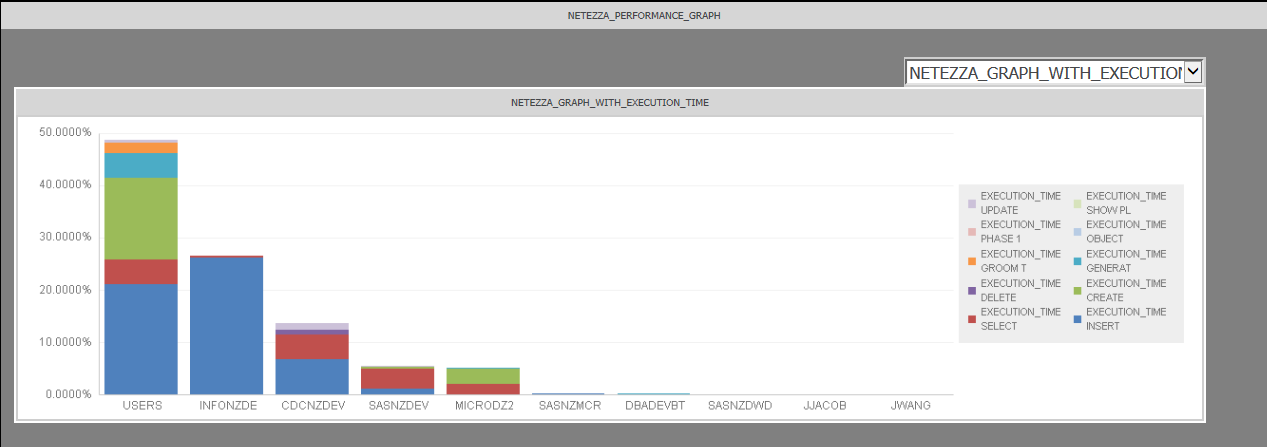 NETEZZA_PERFORMANCE_GRAPH
NETEZZA_GRAPH_WITH_EXECUTION
NETEZZA_GRAPH_WITH_EXECUTION_TIME
50.0000%
40.0000%
30.0000%
20.0000%
10.0000%
0.0000%
USERS INFONZDE CDCNZDEV SASNZDEV MICRODZ2 SASNZMCR DBADEVBT SASNZDWD JJACOB JWANG
EXECUTION_TIME EXECUTION_TIME
UPDATE SHOW PL
EXECUTION_TIME EXECUTION_TIME
PHASE 1 OBJECT
EXECUTION_TIME EXECUTION_TIME
GROOM T GENERAT
EXECUTION_TIME EXECUTION_TIME
DELETE CREATE
EXECUTION_TIME EXECUTION_TIME
SELECT INSERT